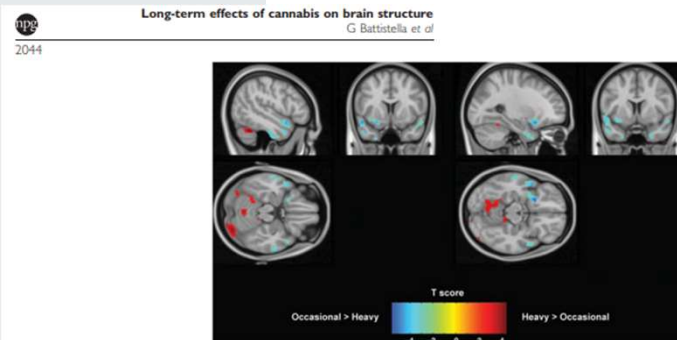 npg
Long-term effects of cannabis on brain structure
G Battistella et al
2044
T score
Occasional > Heavy
Heavy > Occasional